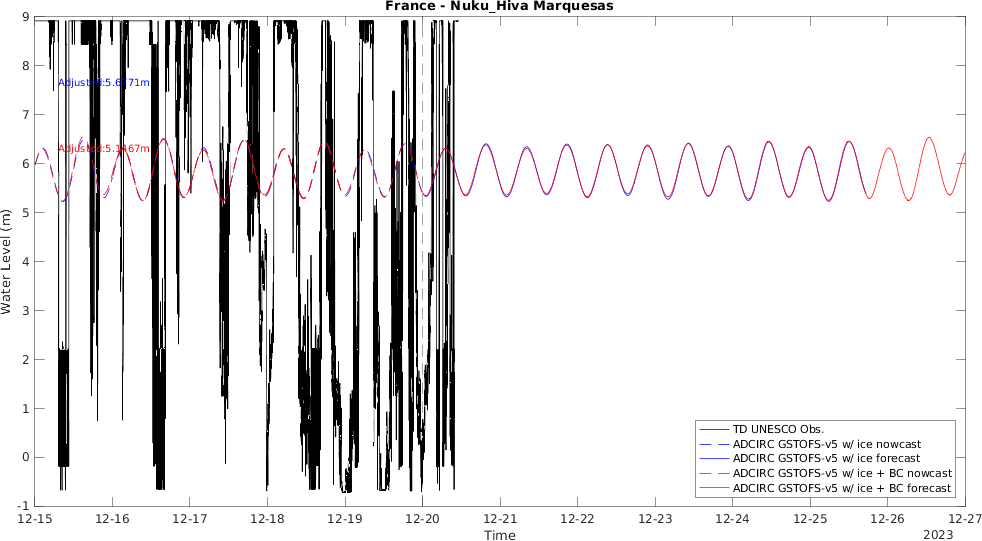 France - Nuku_Hiva Marquesas
9
8
7
6
5
4
3
2
1
0
-1
Water Level (m)
Adjusted:5.6771m
TD UNESCO Obs.
ADCIRC GSTOFS-v5 w/ ice nowcast
ADCIRC GSTOFS-v5 w/ ice forecast
ADCIRC GSTOFS-v5 w/ ice + BC nowcast
ADCIRC GSTOFS-v5 w/ ice + BC forecast
12-15 12-16 12-17 12-18 12-19 12-20 12-21 12-22 12-23 12-24 12-25 12-26 12-27
Time
2023